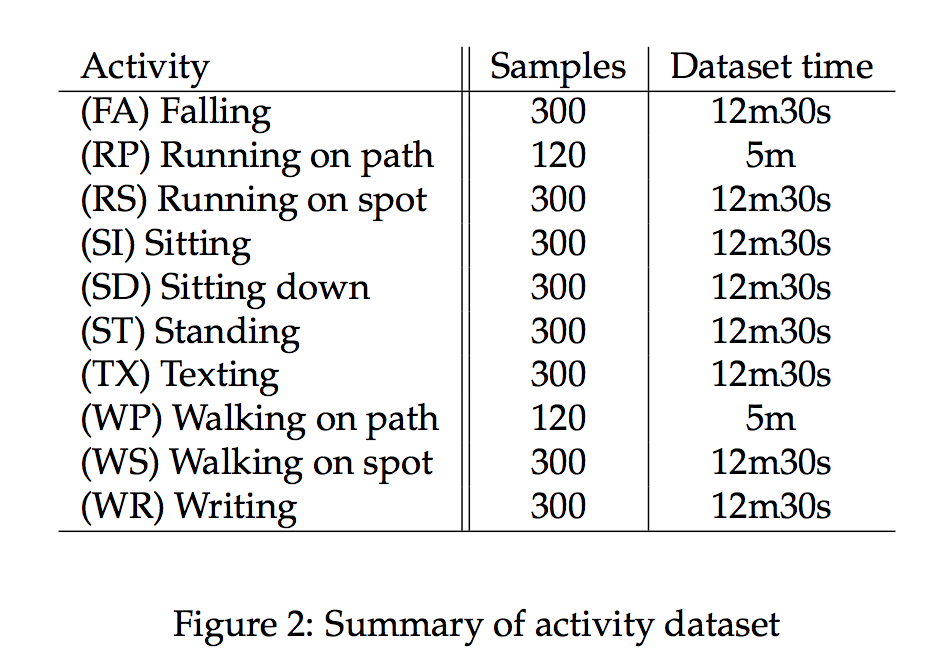 Activity Samples Dataset time
(FA) Falling 300 12m30s
(RP) Running on path 120 5m
(RS) Running on spot 300 12m30s
(SI) Sitting 300 12m30s
(SD) Sitting down 300 12m30s
(ST) Standing 300 12m30s
(TX) Texting 300 12m30s
(WP) Walking on path 120 5m
(WS) Walking on spot 300 12m30s
(WR) Writing 300 12m30s
Figure 2: Summary of activity dataset